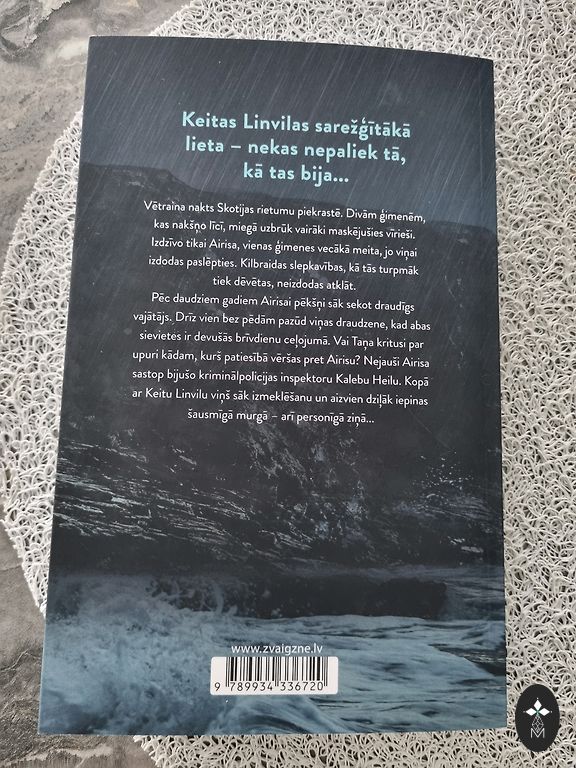 Keitas Linvilas sarežģītākā
lieta – nekas nepaliek tā,
kā tas bija...
Vētraina nakts Skotijas rietumu piekrastē. Divām ģimenēm,
kas nakšņo līcī, miegā uzbrūk vairāki maskējušies vīrieši.
Izdzīvo tikai Airisa, vienas ģimenes vecākā meita, jo viņai
izdodas paslēpties. Kilbraidas slepkavības, kā tās turpmāk
tiek dēvētas, neizdodas atklāt.
Pēc daudziem gadiem Airisai pēkšņi sāk sekot draudīgs
vajātājs. Drīz vien bez pēdām pazūd viņas draudzene, kad abas
sievietes ir devušās brīvdienu ceļojumā. Vai Taņa kritusi par
upuri kādam, kurš patiesībā vēršas pret Airisu? Nejauši Airisa
sastop bijušo kriminālpolicijas inspektoru Kalebu Heilu. Kopā
ar Keitu Linvilu viņš sāk izmeklēšanu un aizvien dziļāk iepinas
šausmīgā murgā – arī personīgā ziņā...
www.zvaigzne.lv
9 789934 336720
M